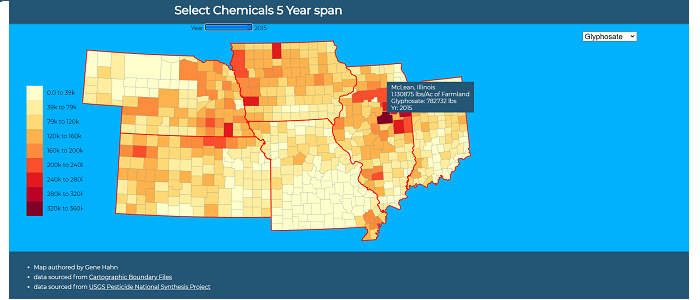 Select Chemicals 5 Year span
Year 2015
Glyphosate
McLean, Illinois
1.130875 lbs/Ac of Farmland
Glyphosate: 782732 lbs
Yr: 2015
0.0 to 39k
39k to 79k
79k to 120k
120k to 160k
160k to 200k
200k to 240k
240k to 280k
280k to 320k
320k to 360k
Map authored by Gene Hahn
data sourced from Cartographic Boundary Files
data sourced from USGS Pesticide National Synthesis Project